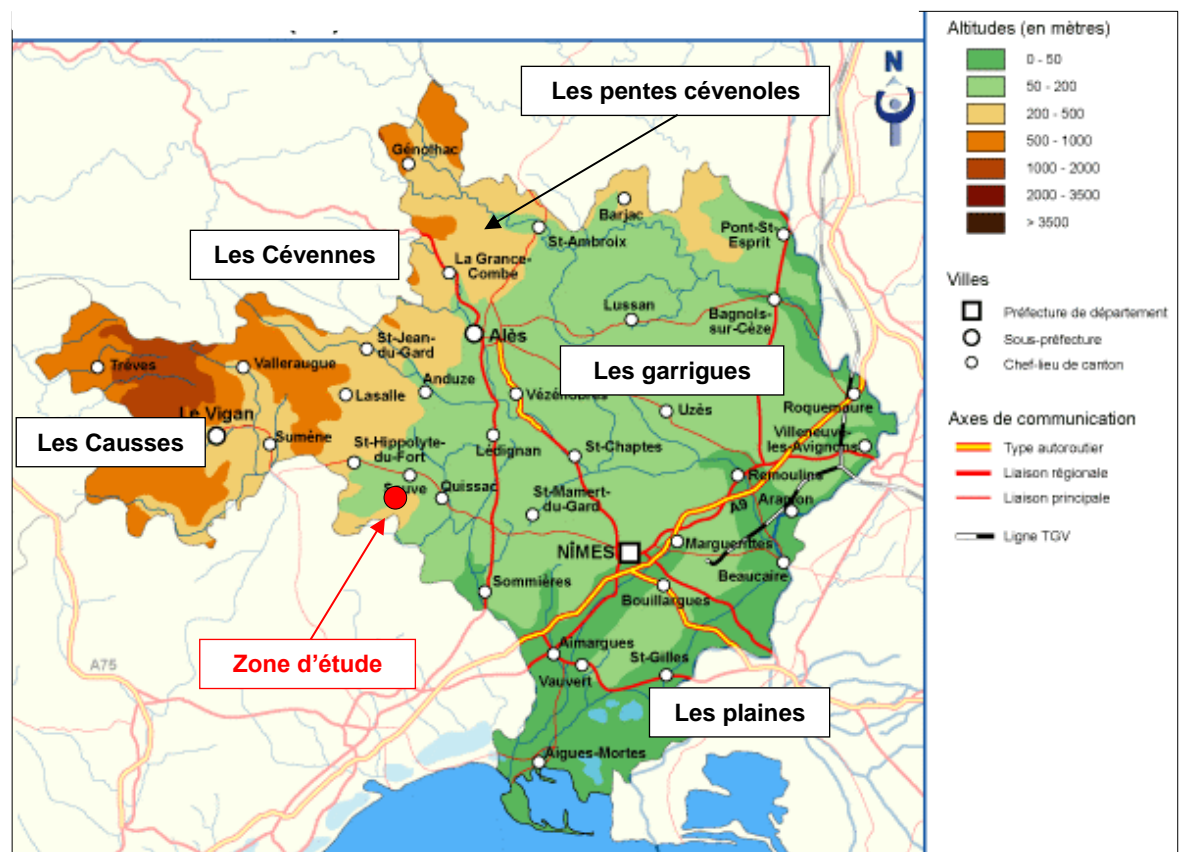 Les pentes cévenoles
Génolhac
Barjac
St-Ambroix
Pont-St-
Esprit
Les Cévennes
La Grance-
Combe
Lussan
Bagnols-
sur-Cèze
Alès
St-Jean-
du-Gard
Trèves
Valleraugue
Anduze
Lasalle
Les garrigues
Vézénobres
Uzès
Roquemaure
Le Vigan
Les Causses
Sumène
St-Hippolyte-
du-Fort
Lédignan
St-Chaptes
Villeneuve-
les-Avignons
Remoulins
Sauve
Quissac
St-Mamert-
du-Gard
Aramon
A9
NÎMES
Marguerittes
Beaucaire
Sommières
Bouillargues
Zone d'étude
A75
Aimargues
Vauvert
St-Gilles
Les plaines
Aigues-Mortes
N
Altitudes (en mètres)
0 - 50
50 - 200
200 - 500
500 - 1000
1000 - 2000
2000 - 3500
> 3500
Villes
Préfecture de département
Sous-préfecture
Chef-lieu de canton
Axes de communication
Type autoroutier
Liaison régionale
Liaison principale
Ligne TGV